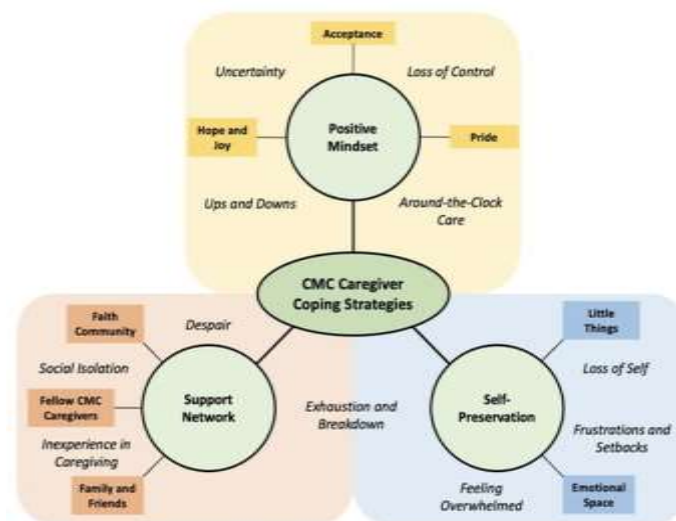 Acceptance
Uncertainty
Loss of Control
Hope and
Joy
Positive
Mindset
Pride
Ups and Downs
Around-the-Clock
Care
CMC Caregiver
Coping Strategies
Faith
Community
Despair
Social Isolation
Fellow CMC
Caregivers
Support
Network
Inexperience in
Caregiving
Family and
Friends
Exhaustion and
Breakdown
Little
Things
Loss of Self
Self-
Preservation
Frustrations and
Setbacks
Feeling
Overwhelmed
Emotional
Space